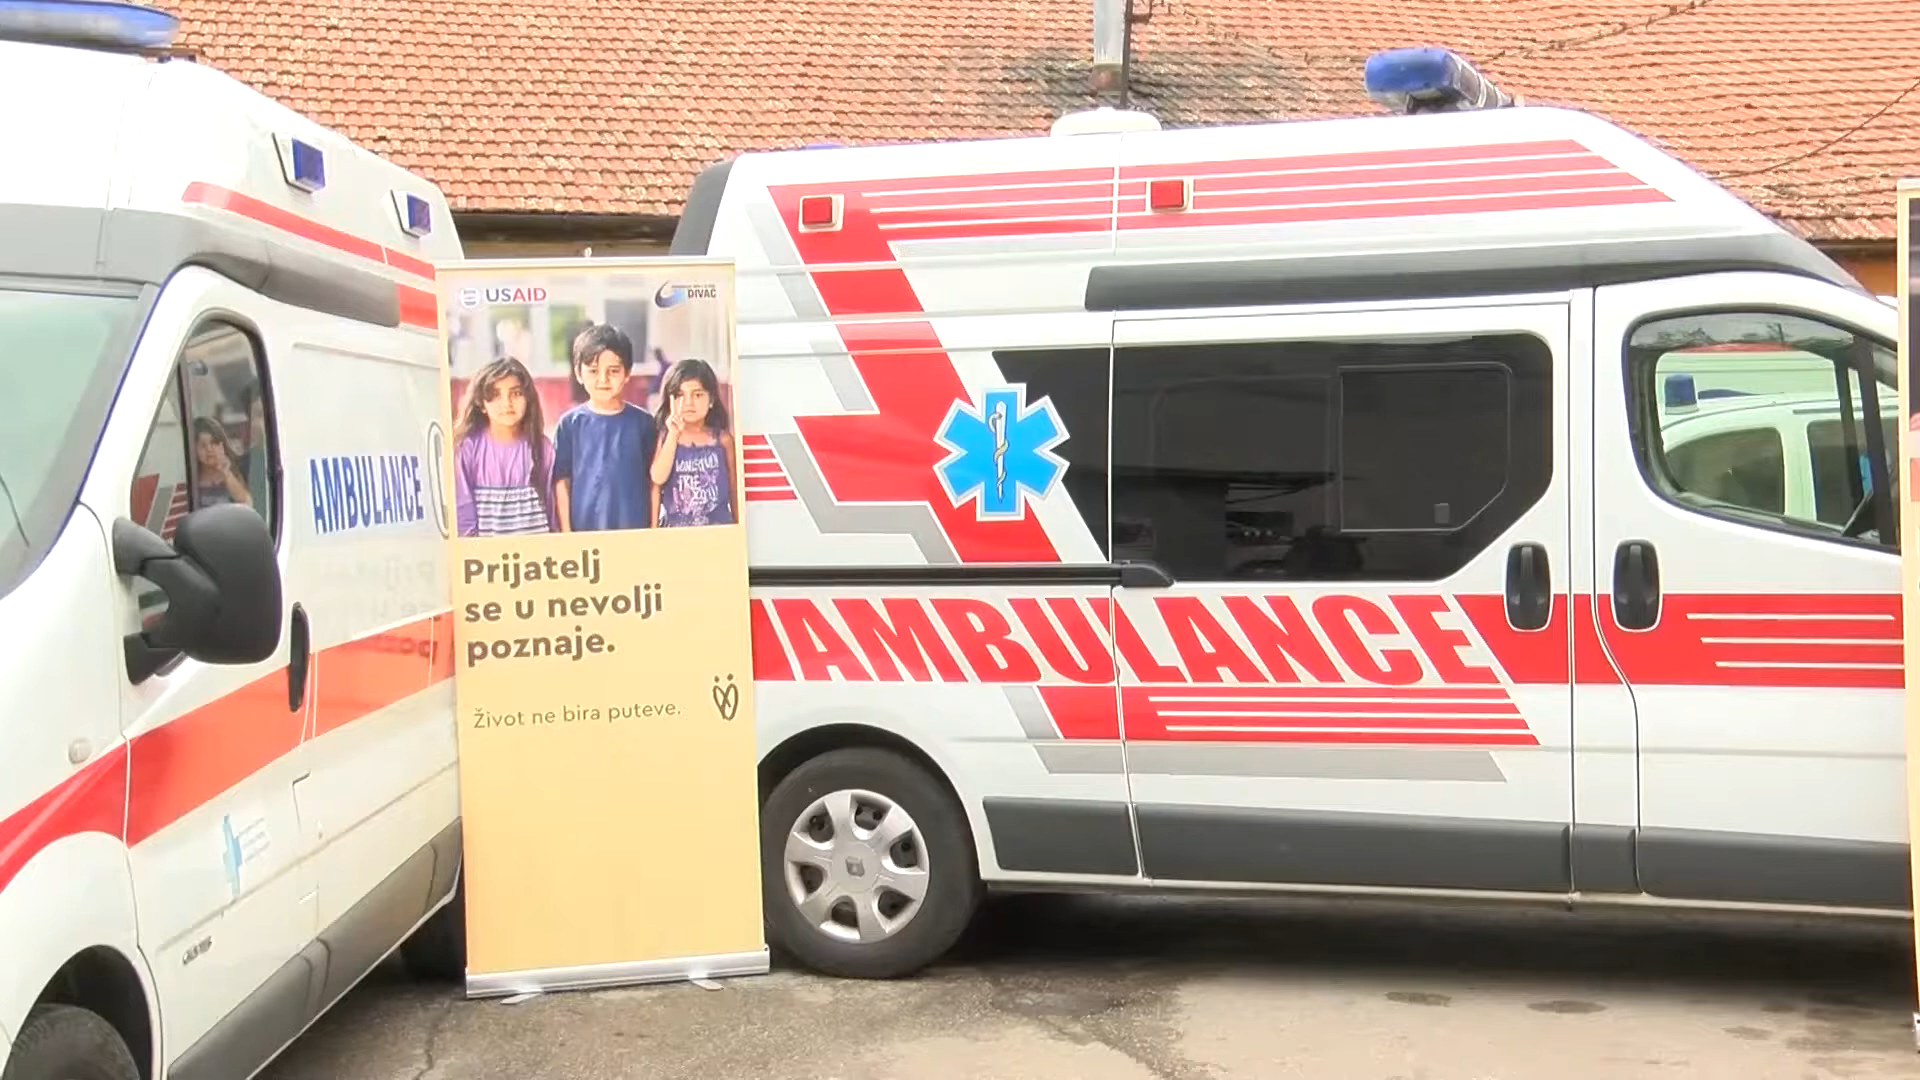 USAID
DIVAC
Prijatelj
se u nevolji
poznaje.
Život ne bira puteve.
AMBULANCE
AMBULANCE